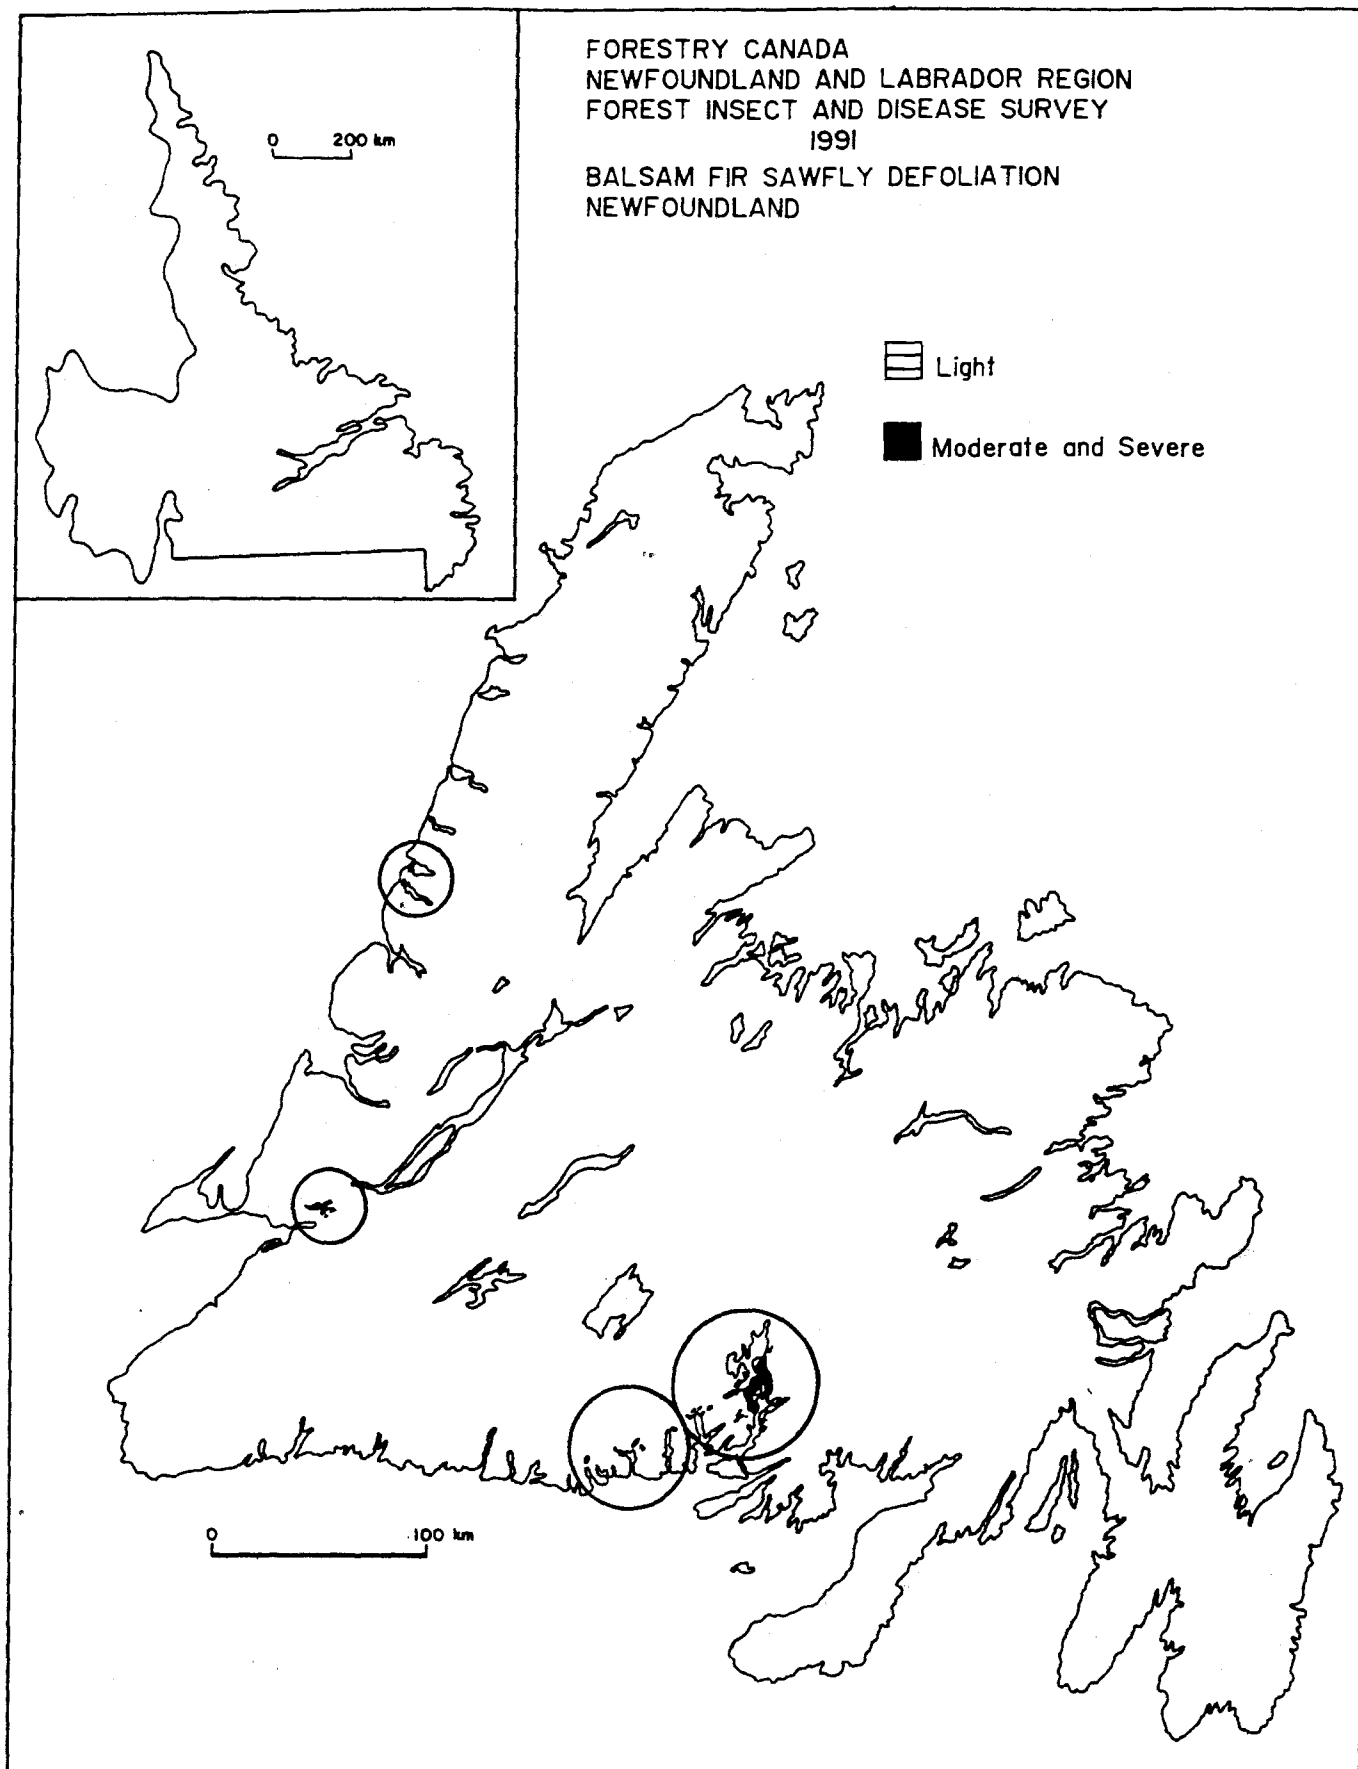 FORESTRY CANADA
NEWFOUNDLAND AND LABRADOR REGION
FOREST INSECT AND DISEASE SURVEY
1991
BALSAM FIR SAWFLY DEFOLIATION
NEWFOUNDLAND
0 200 km
Light
Moderate and Severe
0 100 km